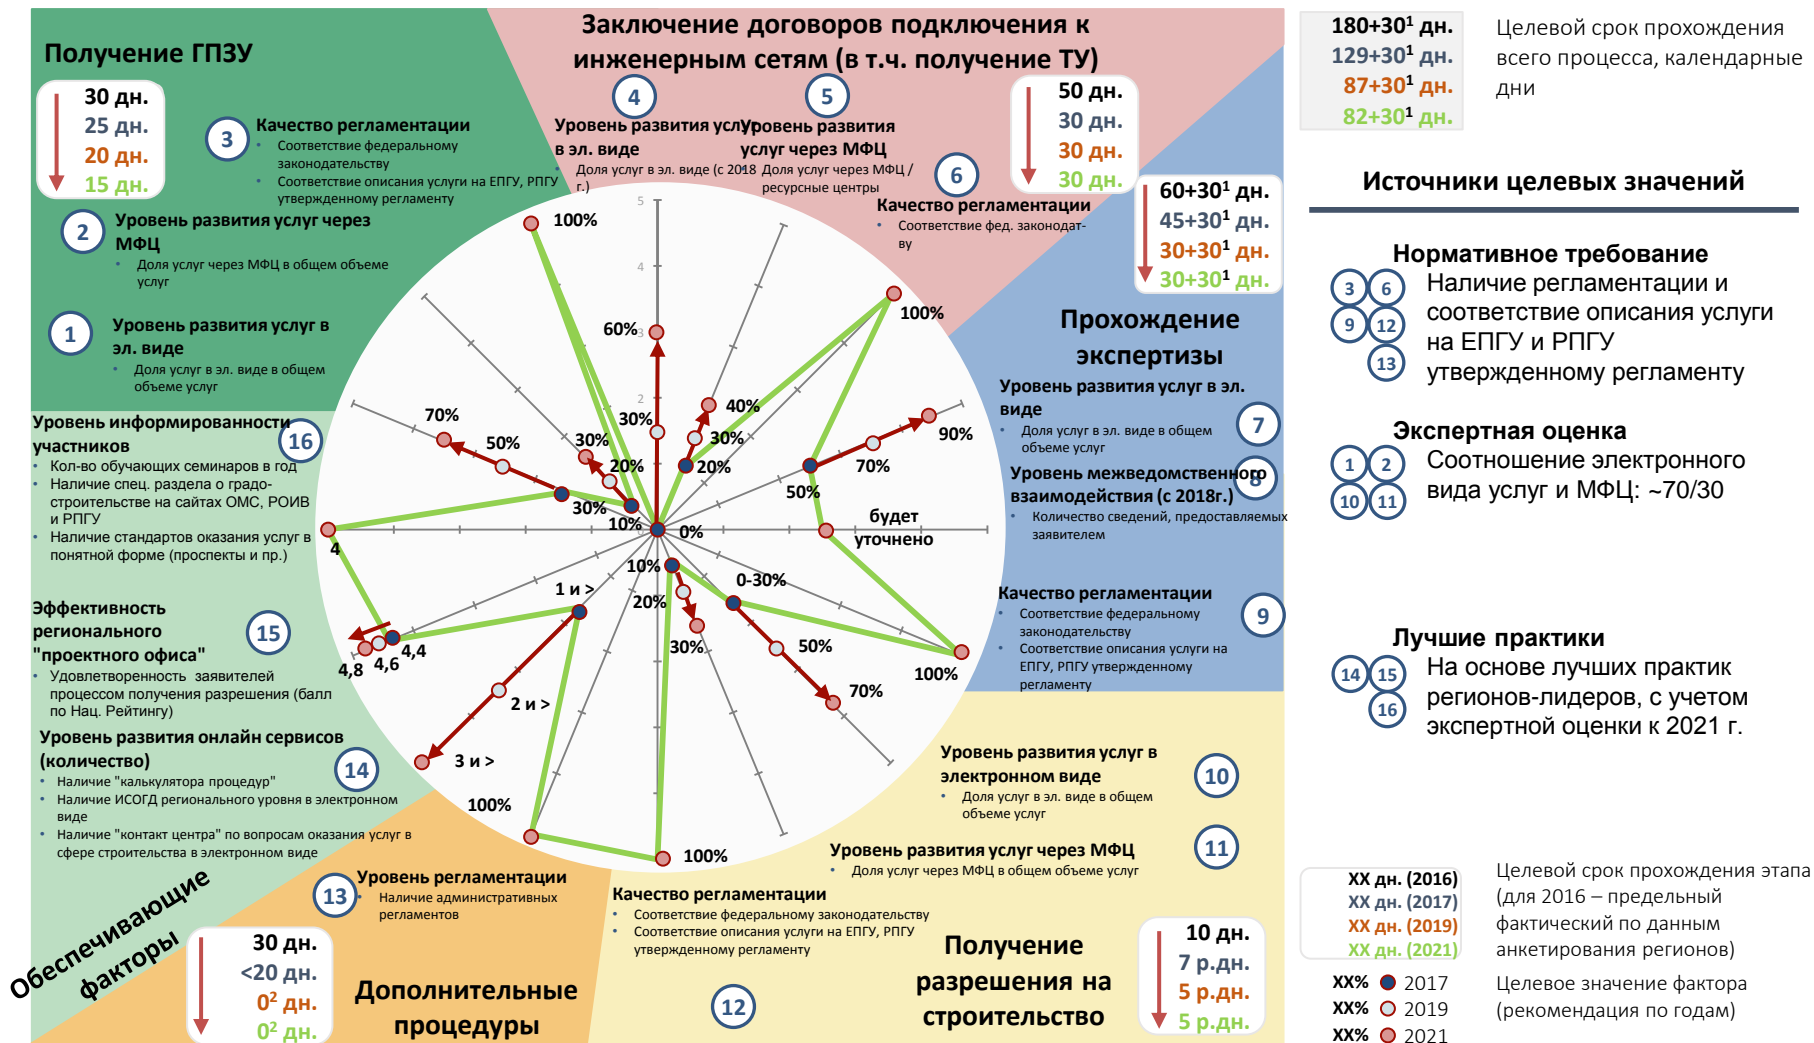 Получение ГПЗУ
30 дн.
25 дн.
20 дн.
15 дн.
3
Качество регламентации
• Соответствие федеральному
законодательству
• Соответствие описания услуги на ЕПГУ, РПГУ
утвержденному регламенту
2
Уровень развития услуг через
МФЦ
• Доля услуг через МФЦ в общем объеме
услуг
1
Уровень развития услуг в
эл. виде
• Доля услуг в эл. виде в общем
объеме услуг
Заключение договоров подключения к
инженерным сетям (в т.ч. получение ТУ)
4
Уровень развития услуг
в эл. виде
• Доля услуг в эл. виде (с 2018
г.)
5
Уровень развития
услуг через МФЦ
• Доля услуг через МФЦ /
ресурсные центры
6
Качество регламентации
• Соответствие фед. законодат-
ву
50 дн.
30 дн.
30 дн.
30 дн.
60+30¹ дн.
45+30¹ дн.
30+30¹ дн.
30+30¹ дн.
Прохождение
экспертизы
Уровень развития услуг в эл.
виде
• Доля услуг в эл. виде в общем
объеме услуг
7
Уровень межведомственного
взаимодействия (с 2018г.)
• Количество сведений, предоставляемых
заявителем
8
Качество регламентации
• Соответствие федеральному
законодательству
• Соответствие описания услуги на
ЕПГУ, РПГУ утвержденному
регламенту
9
Уровень развития услуг в
электронном виде
• Доля услуг в эл. виде в общем
объеме услуг
10
Уровень развития услуг через МФЦ
• Доля услуг через МФЦ в общем объеме услуг
11
Качество регламентации
• Соответствие федеральному законодательству
• Соответствие описания услуги на ЕПГУ, РПГУ
утвержденному регламенту
12
Получение
разрешения на
строительство
10 дн.
7 р.дн.
5 р.дн.
5 р.дн.
13
Уровень регламентации
• Наличие административных
регламентов
Дополнительные
процедуры
30 дн.
<20 дн.
0² дн.
0² дн.
Обеспечивающие
факторы
Уровень информированности
участников
16
• Кол-во обучающих семинаров в год
• Наличие спец. раздела о градо-
строительстве на сайтах ОМС, РОИВ
и РПГУ
• Наличие стандартов оказания услуг в
понятной форме (проспекты и пр.)
Эффективность
регионального
"проектного офиса"
15
• Удовлетворенность заявителей
процессом получения разрешения (балл
по Нац. Рейтингу)
Уровень развития онлайн сервисов
(количество)
14
• Наличие "калькулятора процедур"
• Наличие ИСОГД регионального уровня в электронном
виде
• Наличие "контакт центра" по вопросам оказания услуг в
сфере строительства в электронном виде
5
4
3
2
100%
60%
30%
40%
30%
20%
100%
90%
70%
50%
будет
уточнено
0%
100%
0-30%
50%
70%
10%
20%
30%
100%
100%
1 и >
2 и >
3 и >
4,4
4,6
4,8
4
70%
50%
30%
30%
20%
10%
180+30¹ дн.
129+30¹ дн.
87+30¹ дн.
82+30¹ дн.
Целевой срок прохождения
всего процесса, календарные
дни
Источники целевых значений
Нормативное требование
3 6
9 12
13
Наличие регламентации и
соответствие описания услуги
на ЕПГУ и РПГУ
утвержденному регламенту
Экспертная оценка
1 2
10 11
Соотношение электронного
вида услуг и МФЦ: ~70/30
Лучшие практики
14 15
16
На основе лучших практик
регионов-лидеров, с учетом
экспертной оценки к 2021 г.
XX дн. (2016)
XX дн. (2017)
XX дн. (2019)
XX дн. (2021)
Целевой срок прохождения этапа
(для 2016 – предельный
фактический по данным
анкетирования регионов)
XX% 2017
XX% 2019
XX% 2021
Целевое значение фактора
(рекомендация по годам)